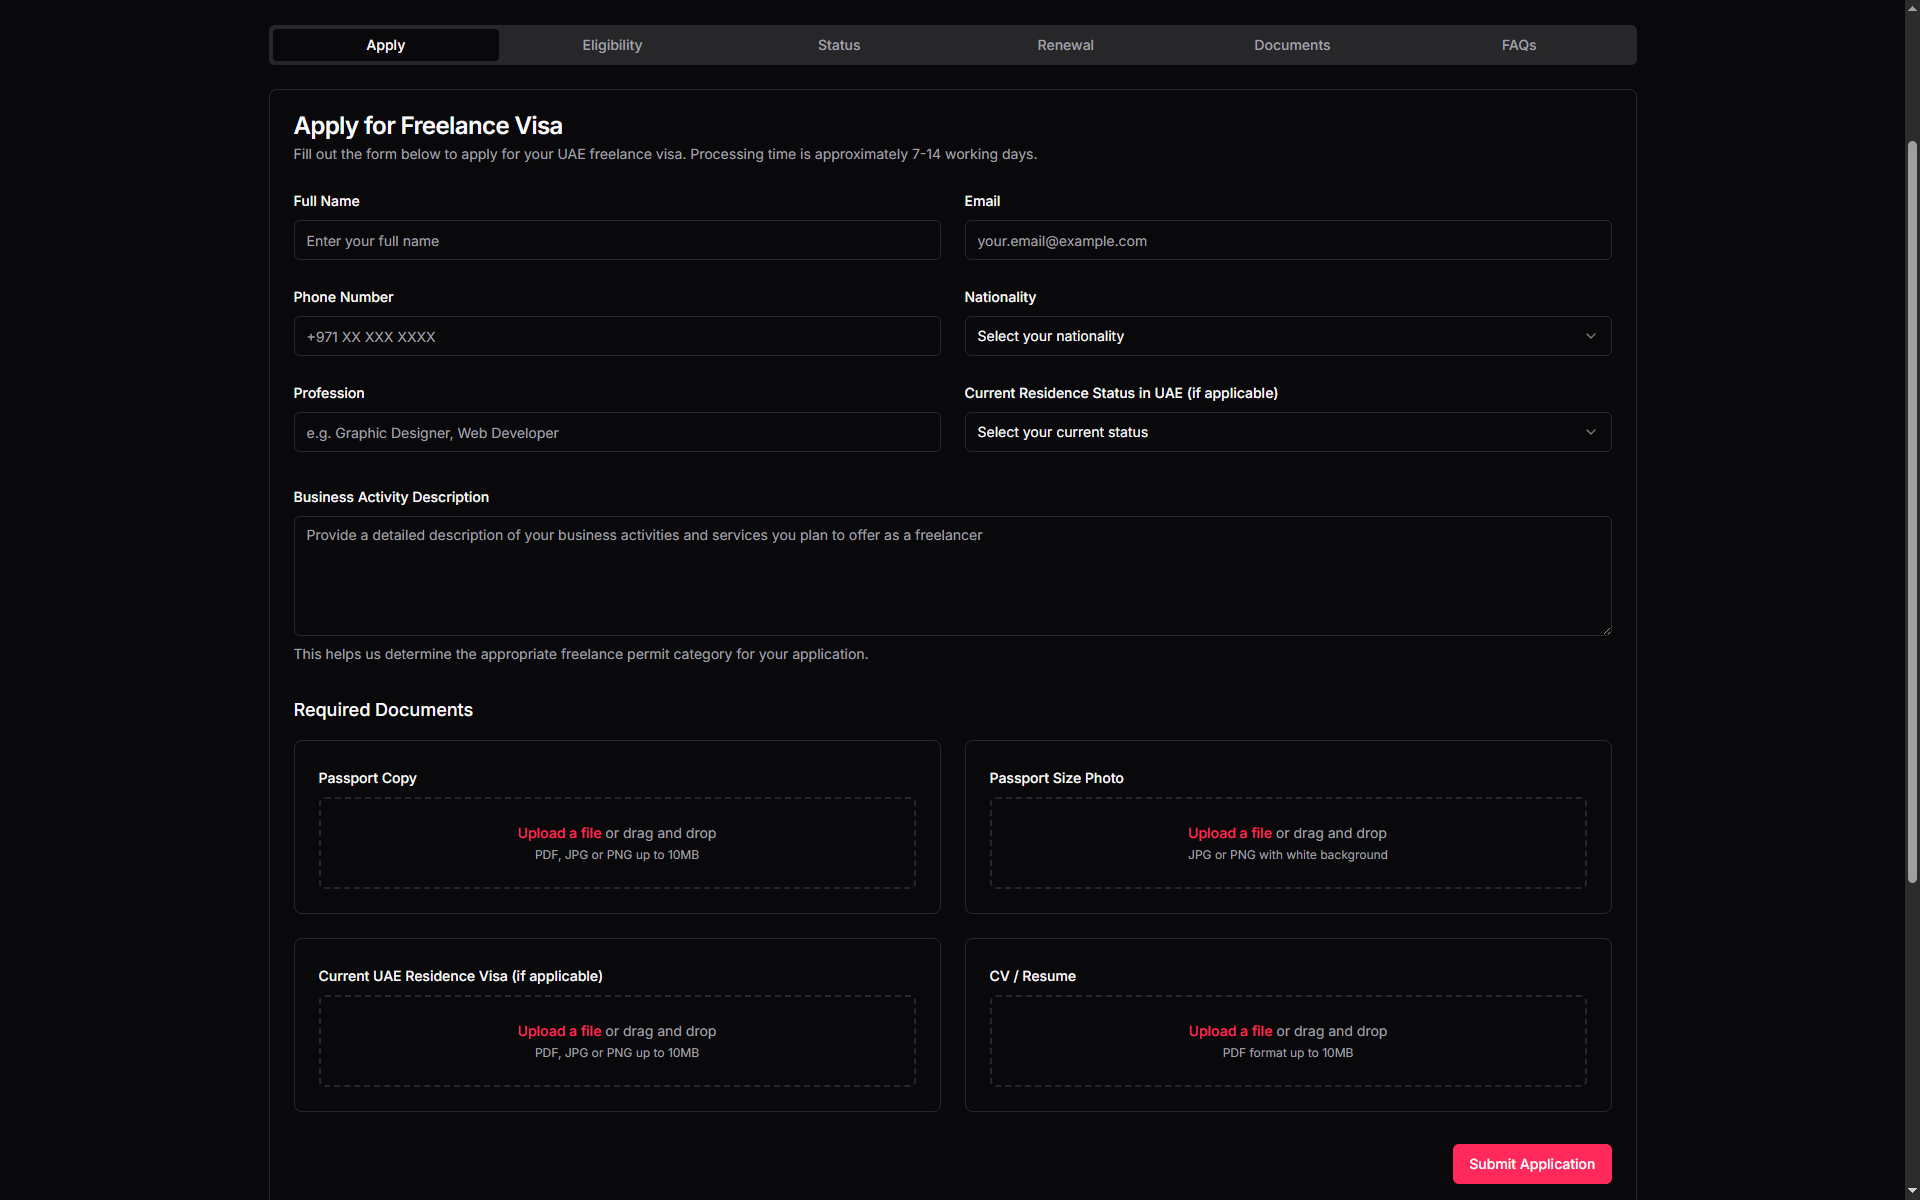 Apply
Eligibility
Status
Renewal
Documents
FAQs
Apply for Freelance Visa
Fill out the form below to apply for your UAE freelance visa. Processing time is approximately 7-14 working days.
Full Name
Enter your full name
Email
your.email@example.com
Phone Number
+971 XX XXX XXXX
Nationality
Select your nationality
Profession
e.g. Graphic Designer, Web Developer
Current Residence Status in UAE (if applicable)
Select your current status
Business Activity Description
Provide a detailed description of your business activities and services you plan to offer as a freelancer
This helps us determine the appropriate freelance permit category for your application.
Required Documents
Passport Copy
Upload a file or drag and drop
PDF, JPG or PNG up to 10MB
Passport Size Photo
Upload a file or drag and drop
JPG or PNG with white background
Current UAE Residence Visa (if applicable)
Upload a file or drag and drop
PDF, JPG or PNG up to 10MB
CV / Resume
Upload a file or drag and drop
PDF format up to 10MB
Submit Application